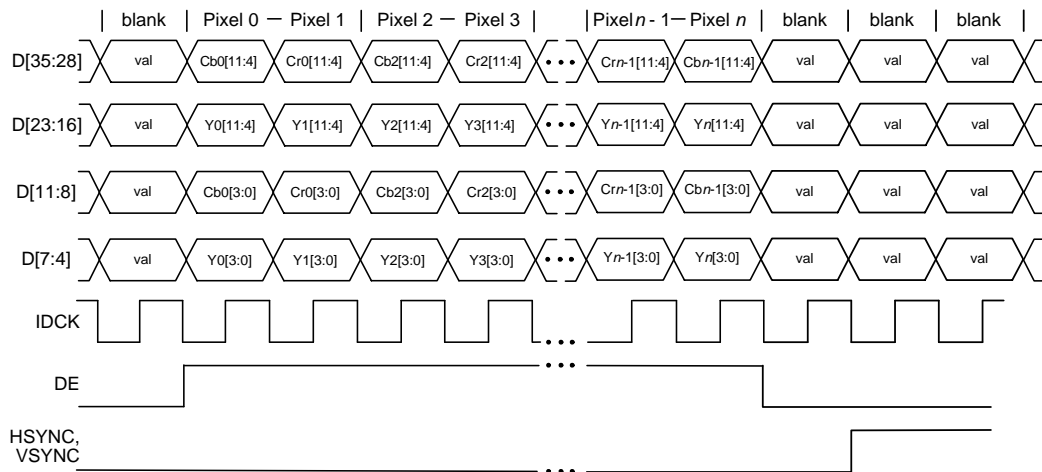 blank Pixel 0 — Pixel 1 Pixel 2 — Pixel 3 Pixel n - 1 — Pixel n blank blank blank
D[35:28] val Cb0[11:4] Cr0[11:4] Cb2[11:4] Cr2[11:4] ••• Crn-1[11:4] Cbn-1[11:4] val val val
D[23:16] val Y0[11:4] Y1[11:4] Y2[11:4] Y3[11:4] ••• Yn-1[11:4] Yn[11:4] val val val
D[11:8] val Cb0[3:0] Cr0[3:0] Cb2[3:0] Cr2[3:0] ••• Crn-1[3:0] Cbn-1[3:0] val val val
D[7:4] val Y0[3:0] Y1[3:0] Y2[3:0] Y3[3:0] ••• Yn-1[3:0] Yn[3:0] val val val
IDCK •••
DE •••
HSYNC,
VSYNC •••